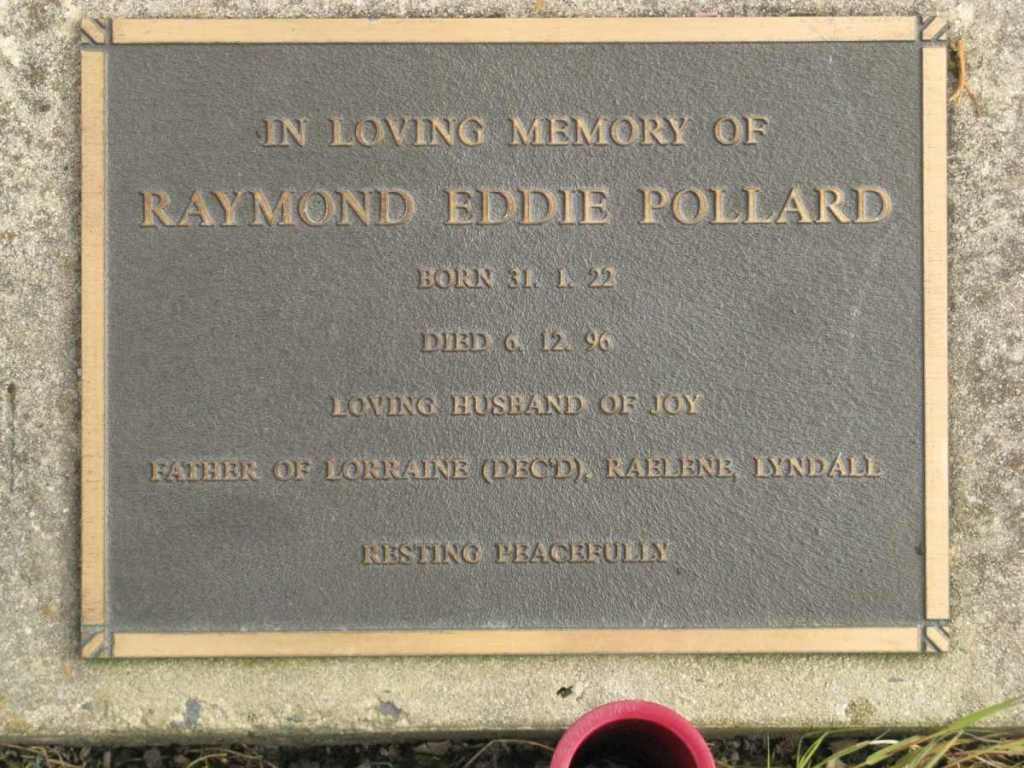 IN LOVING MEMORY OF
RAYMOND EDDIE POLLARD
BORN 31. 1. 22
DIED 6. 12. 96
LOVING HUSBAND OF JOY
FATHER OF LORRAINE (DEC'D), RAELENE, LYNDALL
RESTING PEACEFULLY